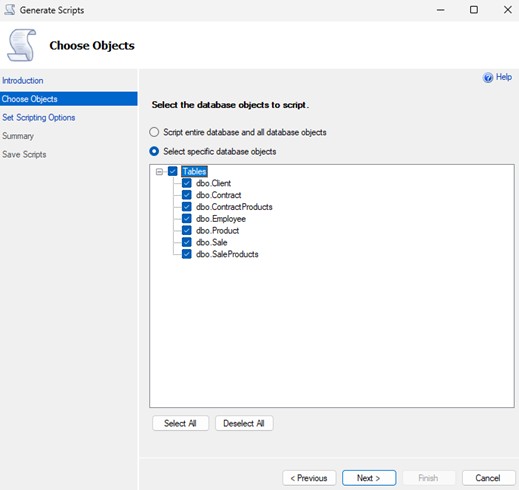 Generate Scripts
Choose Objects
Help
Introduction
Choose Objects
Set Scripting Options
Summary
Save Scripts
Select the database objects to script.
Script entire database and all database objects
Select specific database objects
Tables
dbo.Client
dbo.Contract
dbo.ContractProducts
dbo.Employee
dbo.Product
dbo.Sale
dbo.SaleProducts
Select All
Deselect All
< Previous
Next >
Finish
Cancel